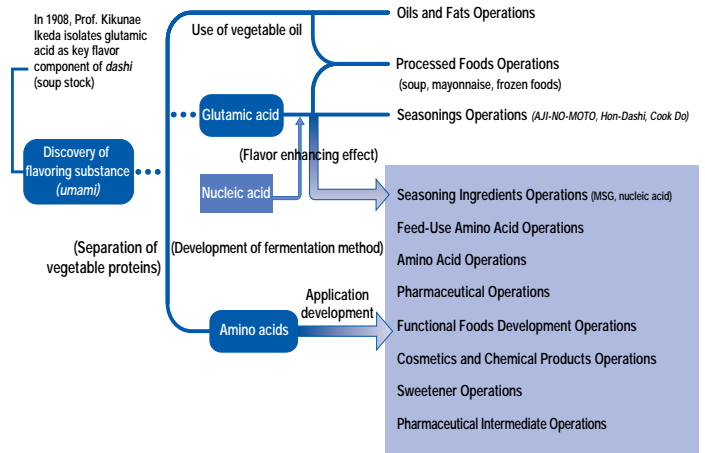 In 1908, Prof. Kikunae
Ikeda isolates glutamic
acid as key flavor
component of dashi
(soup stock)
Discovery of
flavoring substance
(umami)
Use of vegetable oil
Oils and Fats Operations
Processed Foods Operations
(soup, mayonnaise, frozen foods)
Glutamic acid
Seasonings Operations (AJI-NO-MOTO, Hon-Dashi, Cook Do)
(Flavor enhancing effect)
Nucleic acid
Seasoning Ingredients Operations (MSG, nucleic acid)
Feed-Use Amino Acid Operations
(Separation of
vegetable proteins)
(Development of fermentation method)
Amino Acid Operations
Pharmaceutical Operations
Application
development
Amino acids
Functional Foods Development Operations
Cosmetics and Chemical Products Operations
Sweetener Operations
Pharmaceutical Intermediate Operations